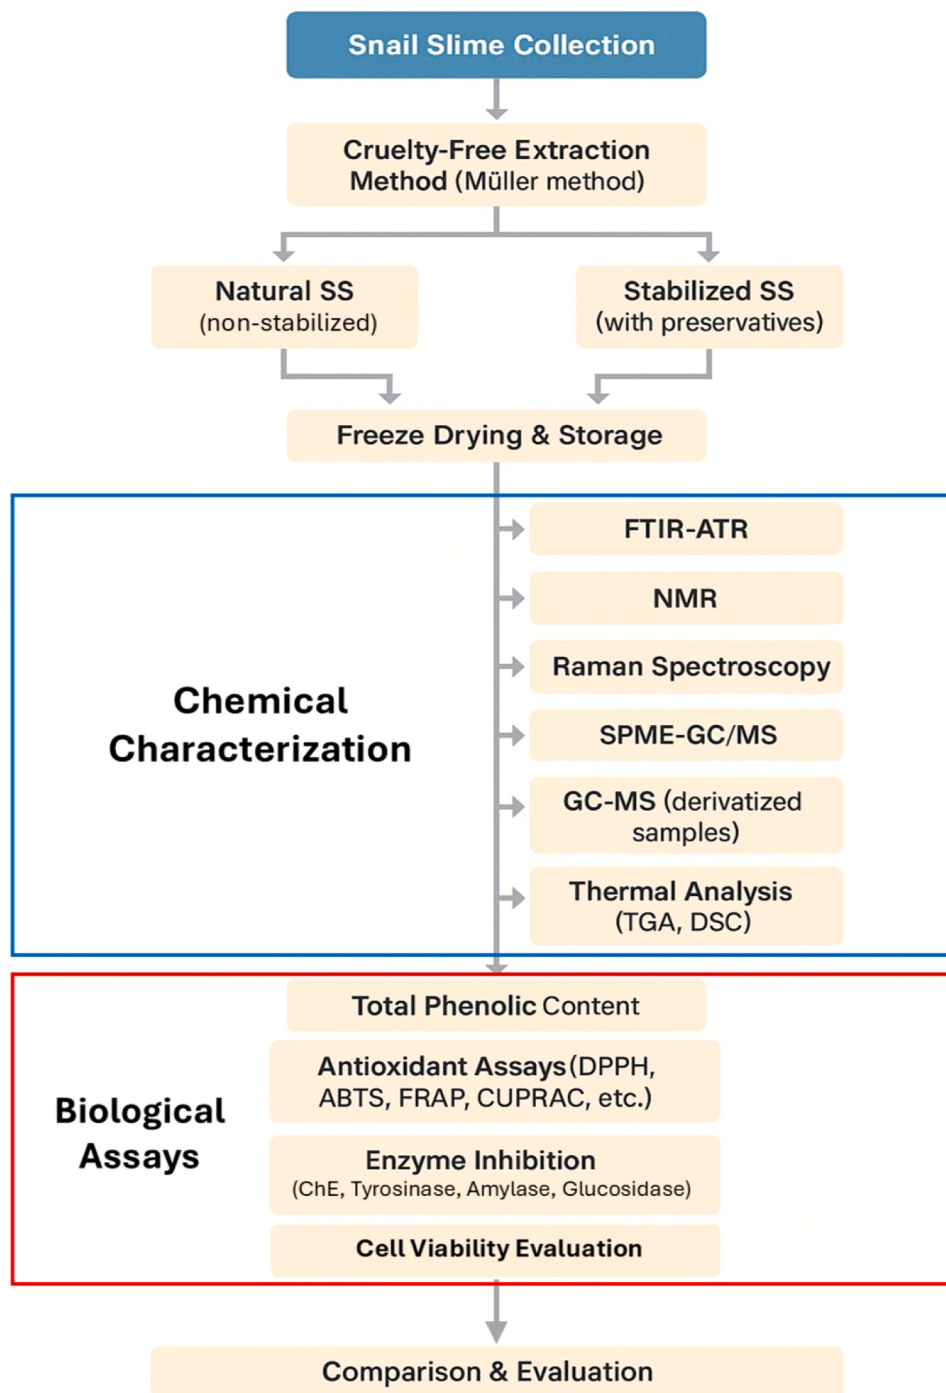 Snail Slime Collection
Cruelty-Free Extraction
Method (Müller method)
Natural SS
(non-stabilized)
Stabilized SS
(with preservatives)
Freeze Drying & Storage
Chemical
Characterization
FTIR-ATR
NMR
Raman Spectroscopy
SPME-GC/MS
GC-MS (derivatized
samples)
Thermal Analysis
(TGA, DSC)
Biological
Assays
Total Phenolic Content
Antioxidant Assays(DPPH,
ABTS, FRAP, CUPRAC, etc.)
Enzyme Inhibition
(ChE, Tyrosinase, Amylase, Glucosidase)
Cell Viability Evaluation
Comparison & Evaluation